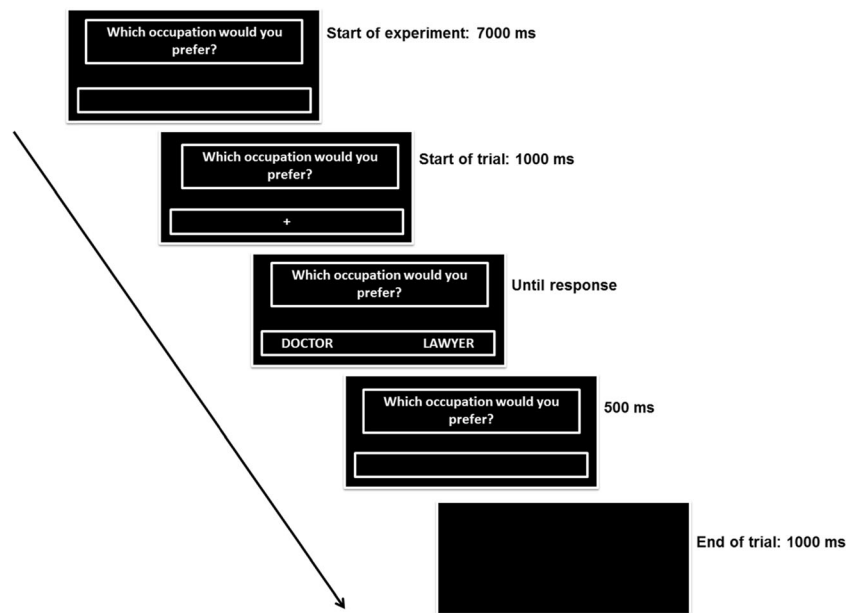 Which occupation would you
prefer?
Start of experiment: 7000 ms
Which occupation would you
prefer?
Start of trial: 1000 ms
+
Which occupation would you
prefer?
Until response
DOCTOR LAWYER
Which occupation would you
prefer?
500 ms
End of trial: 1000 ms